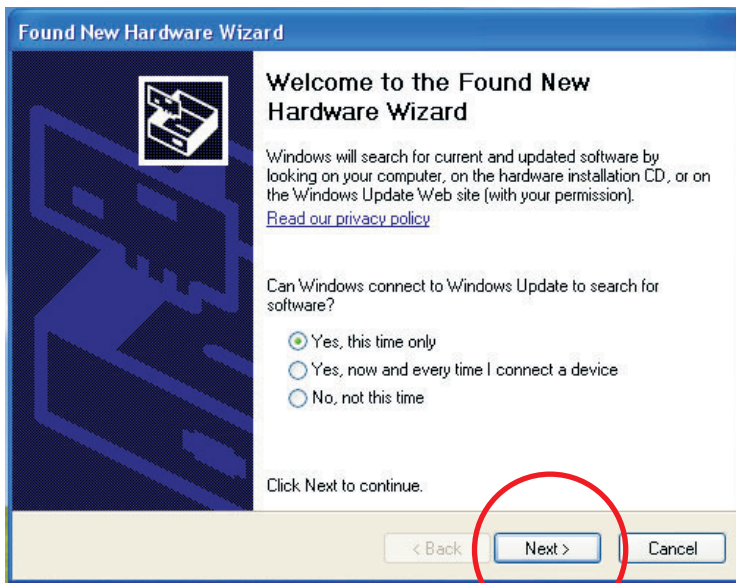 Found New Hardware Wizard
Welcome to the Found New
Hardware Wizard
Windows will search for current and updated software by
looking on your computer, on the hardware installation CD, or on
the Windows Update Web site (with your permission).
Read our privacy policy
Can Windows connect to Windows Update to search for
software?
Yes, this time only
Yes, now and every time I connect a device
No, not this time
Click Next to continue.
< Back Next > Cancel